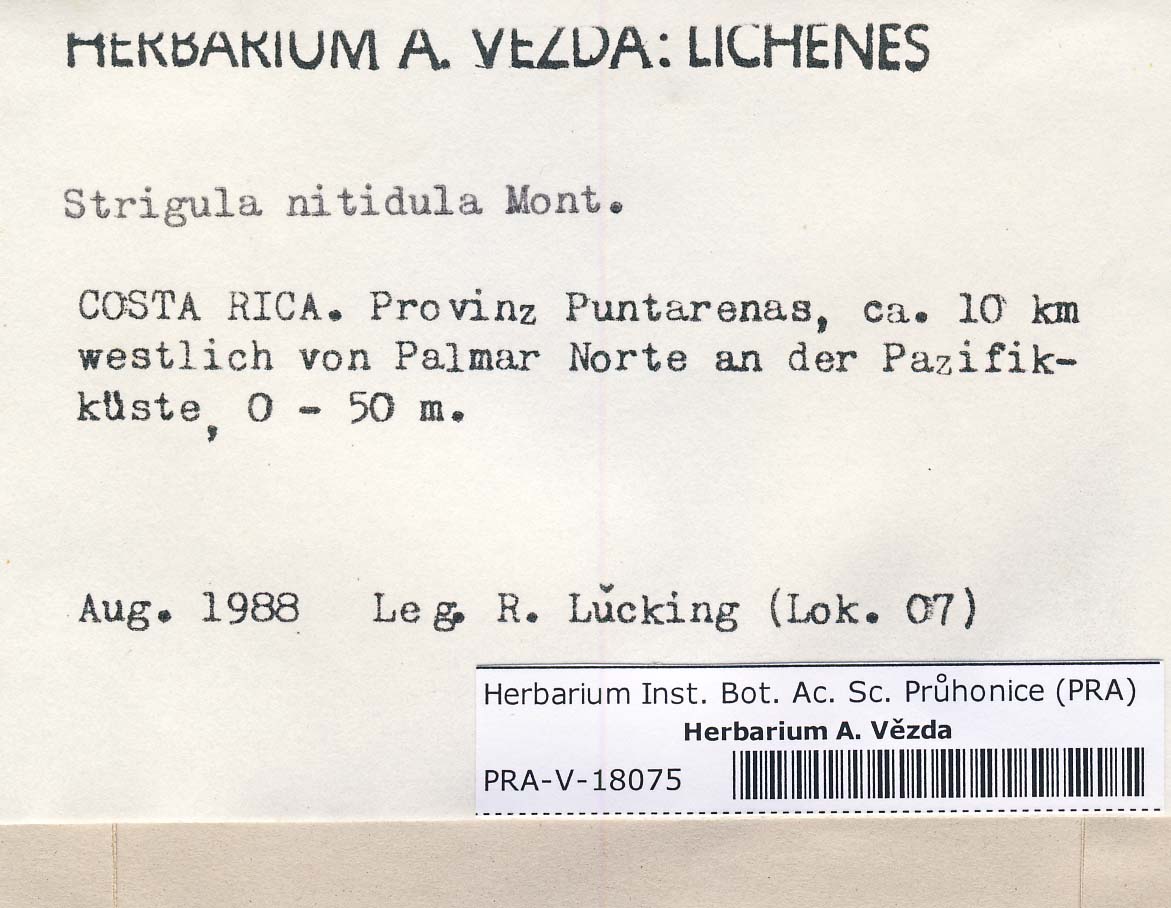 HERBARIUM A. VEZDA: LICHENES
Strigula nitidula Mont.
COSTA RICA. Provinz Puntarenas, ca. 10 km
westlich von Palmar Norte an der Pazifik-
küste, 0 - 50 m.
Aug. 1988 Leg. R. Lǔcking (Lok. 07)
Herbarium Inst. Bot. Ac. Sc. Průhonice (PRA)
Herbarium A. Vězda
PRA-V-18075